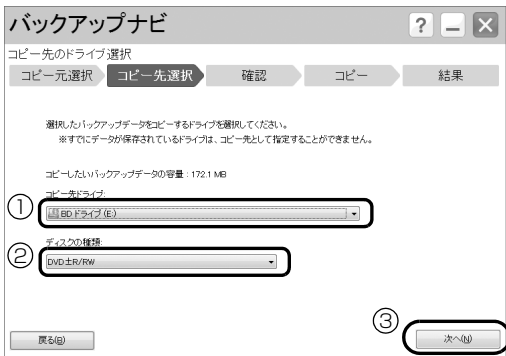 バックアップナビ
? – X
コピー先のドライブ選択
コピー元選択 コピー先選択 確認 コピー 結果
選択したバックアップデータをコピーするドライブを選択してください。
※すでにデータが保存されているドライブは、コピー先として指定することができません。
コピーしたいバックアップデータの容量 : 172.1 MB
コピー先ドライブ:
① BD ドライブ (E:)
ディスクの種類:
② DVD±R/RW
③
戻る(B) 次へ(N)